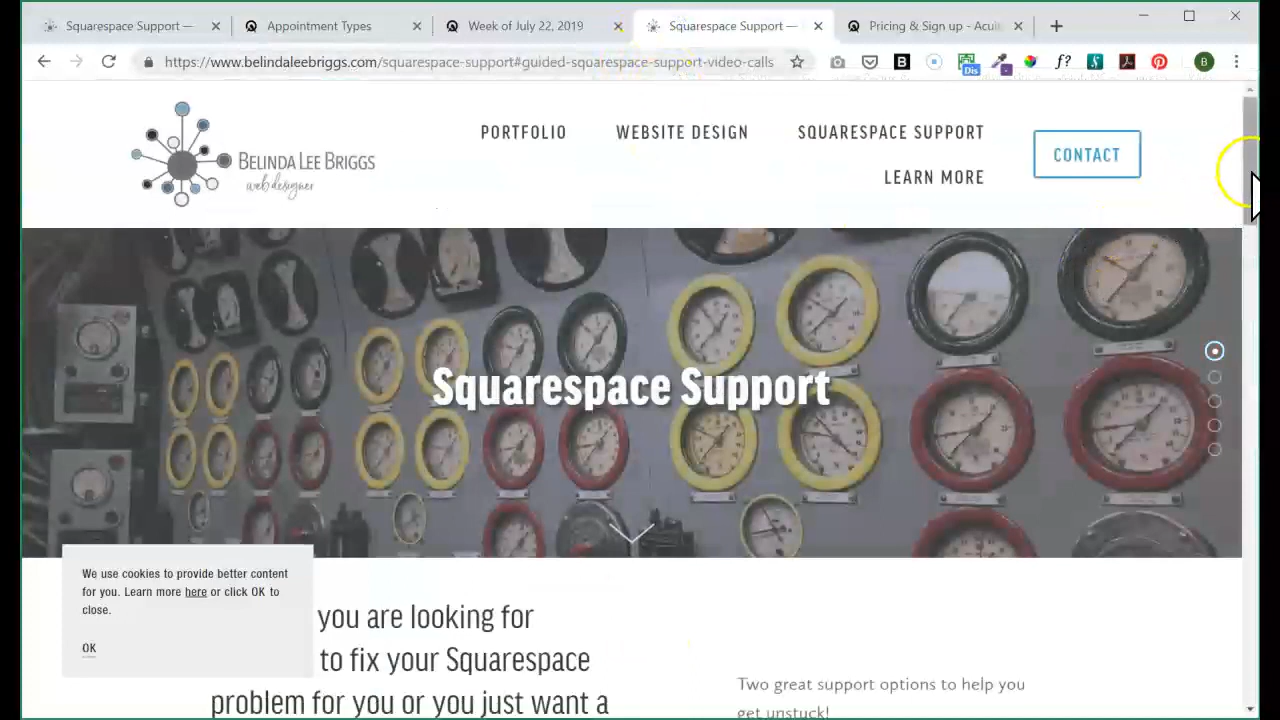 Squarespace Support — × Appointment Types × Week of July 22, 2019 × Squarespace Support — × Pricing & Sign up - Acuit ×
https://www.belindaleebriggs.com/squarespace-support#guided-squarespace-support-video-calls
B
Dis
f?
B
BELINDA LEE BRIGGS
web designer
PORTFOLIO WEBSITE DESIGN SQUARESPACE SUPPORT
LEARN MORE
CONTACT
Squarespace Support
We use cookies to provide better content
for you. Learn more here or click OK to
close.
OK
you are looking for
to fix your Squarespace
problem for you or you just want a
Two great support options to help you
get unstuck!